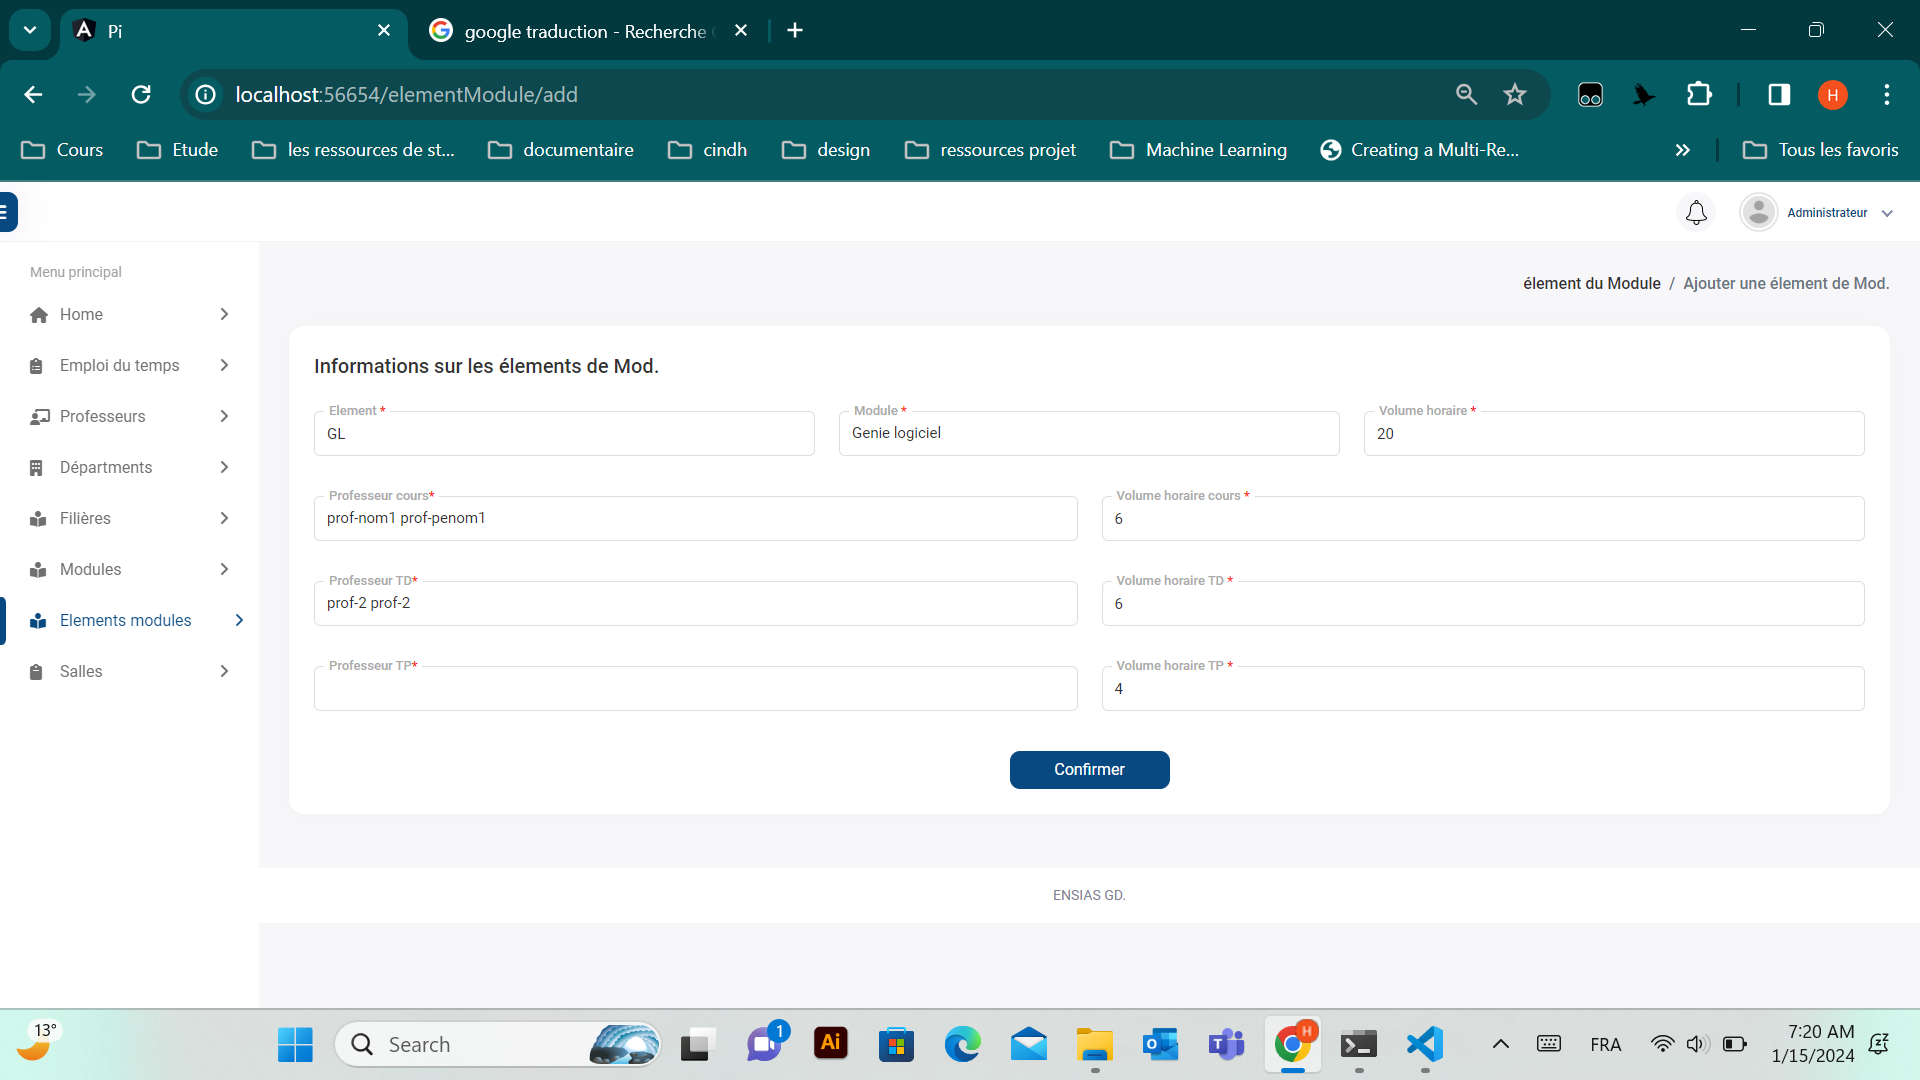 Pi
google traduction - Recherche
localhost:56654/elementModule/add
H
Cours
Etude
les ressources de st...
documentaire
cindh
design
ressources projet
Machine Learning
Creating a Multi-Re...
Tous les favoris
Administrateur
Menu principal
Home
Emploi du temps
Professeurs
Départments
Filières
Modules
Elements modules
Salles
élement du Module / Ajouter une élement de Mod.
Informations sur les élements de Mod.
Element *
GL
Module *
Genie logiciel
Volume horaire *
20
Professeur cours*
prof-nom1 prof-penom1
Volume horaire cours *
6
Professeur TD*
prof-2 prof-2
Volume horaire TD *
6
Professeur TP*
Volume horaire TP *
4
Confirmer
ENSIAS GD.
13°
Search
1
Ai
H
FRA
7:20 AM
1/15/2024